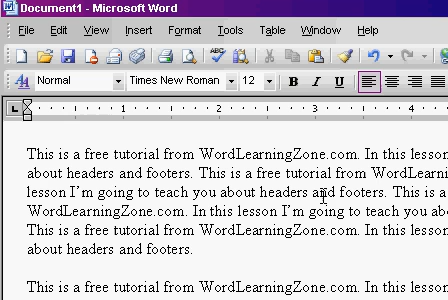 Document1 - Microsoft Word
File Edit View Insert Format Tools Table Window Help
ABC
Normal Times New Roman 12 B I U
L 1 2 3 4
This is a free tutorial from WordLearningZone.com. In this lesson
about headers and footers. This is a free tutorial from WordLearni
lesson I'm going to teach you about headers and footers. This is a
WordLearningZone.com. In this lesson I'm going to teach you abo
This is a free tutorial from WordLearningZone.com. In this lesson
about headers and footers.
This is a free tutorial from WordLearningZone.com. In this lesson